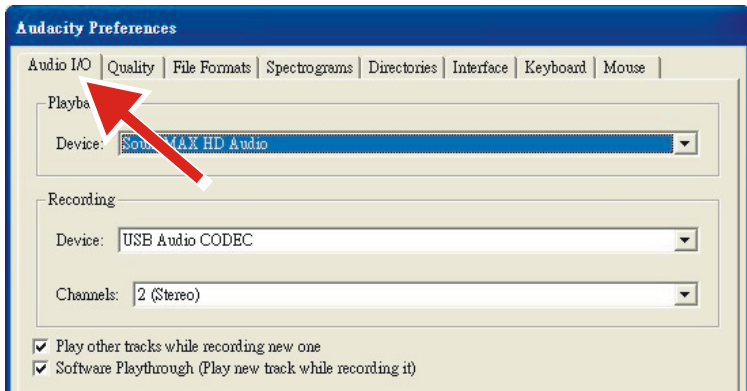 Audacity Preferences
Audio I/O Quality File Formats Spectrograms Directories Interface Keyboard Mouse
Device: HD Audio
Recording
Device: USB Audio CODEC
Channels: 2 (Stereo)
Play other tracks while recording new one
Software Playthrough (Play new track while recording it)